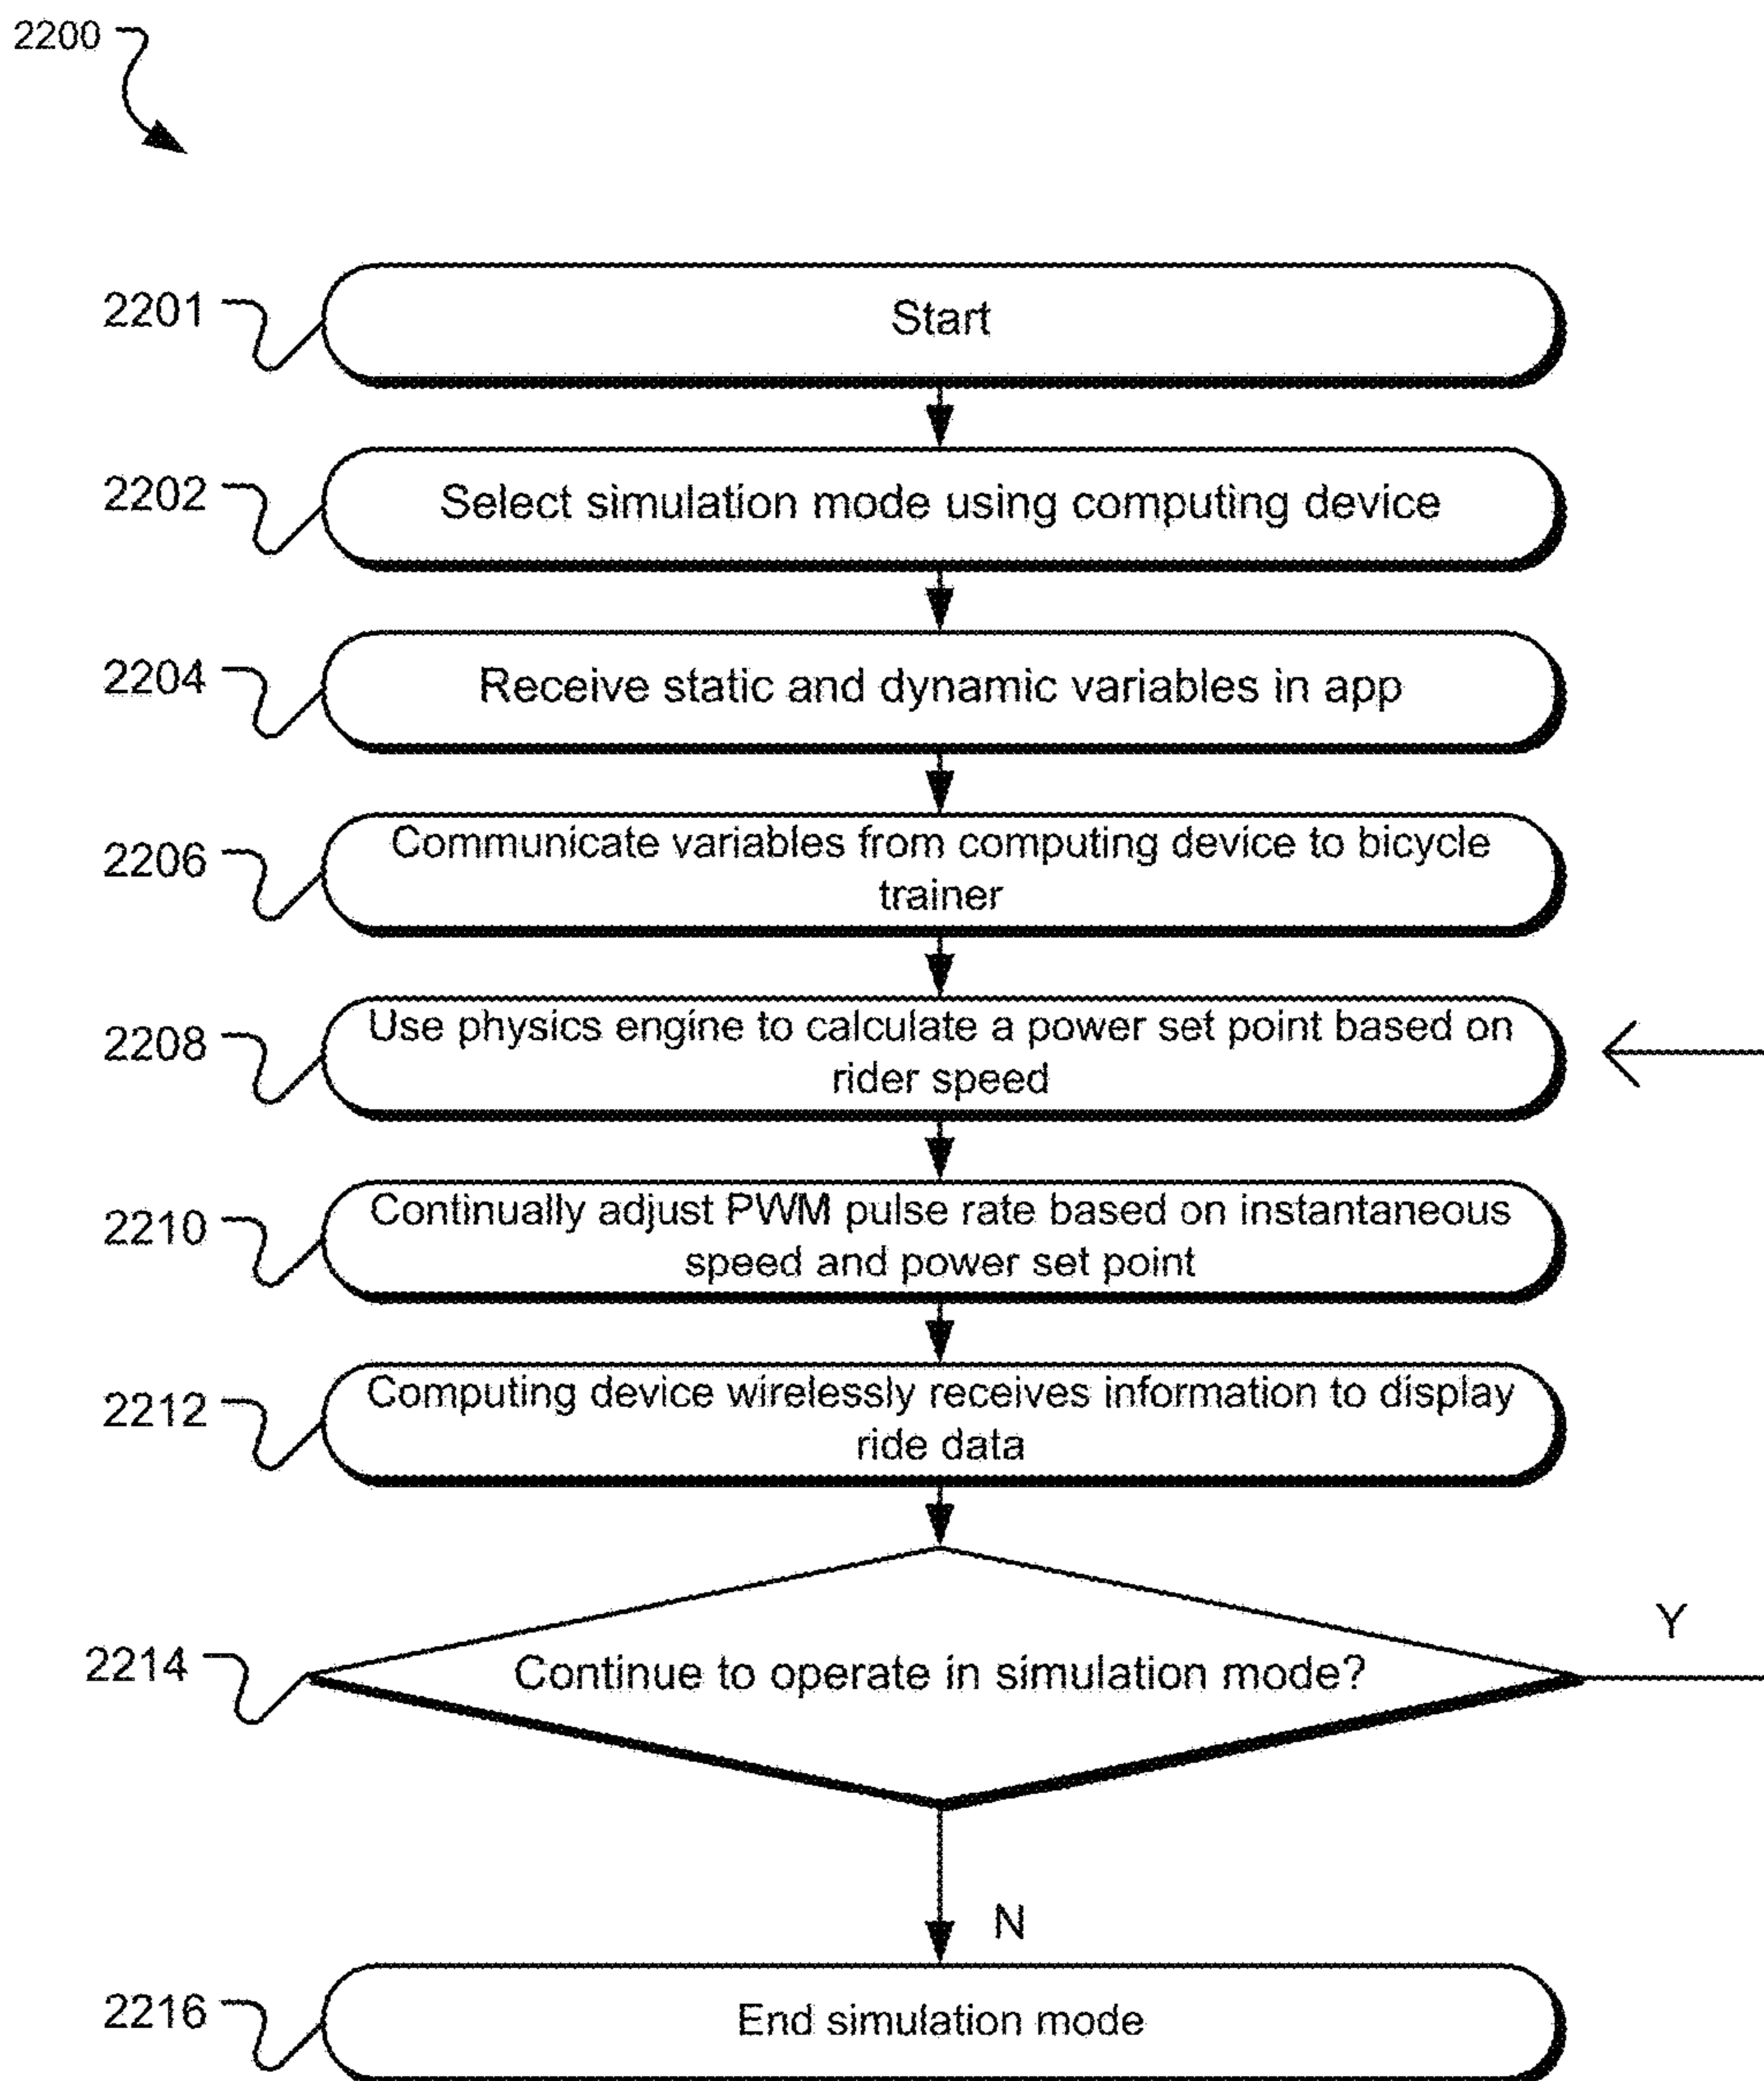 2200
2201
Start
2202
Select simulation mode using computing device
2204
Receive static and dynamic variables in app
2206
Communicate variables from computing device to bicycle
trainer
2208
Use physics engine to calculate a power set point based on
rider speed
2210
Continually adjust PWM pulse rate based on instantaneous
speed and power set point
2212
Computing device wirelessly receives information to display
ride data
2214
Continue to operate in simulation mode?
Y
N
2216
End simulation mode